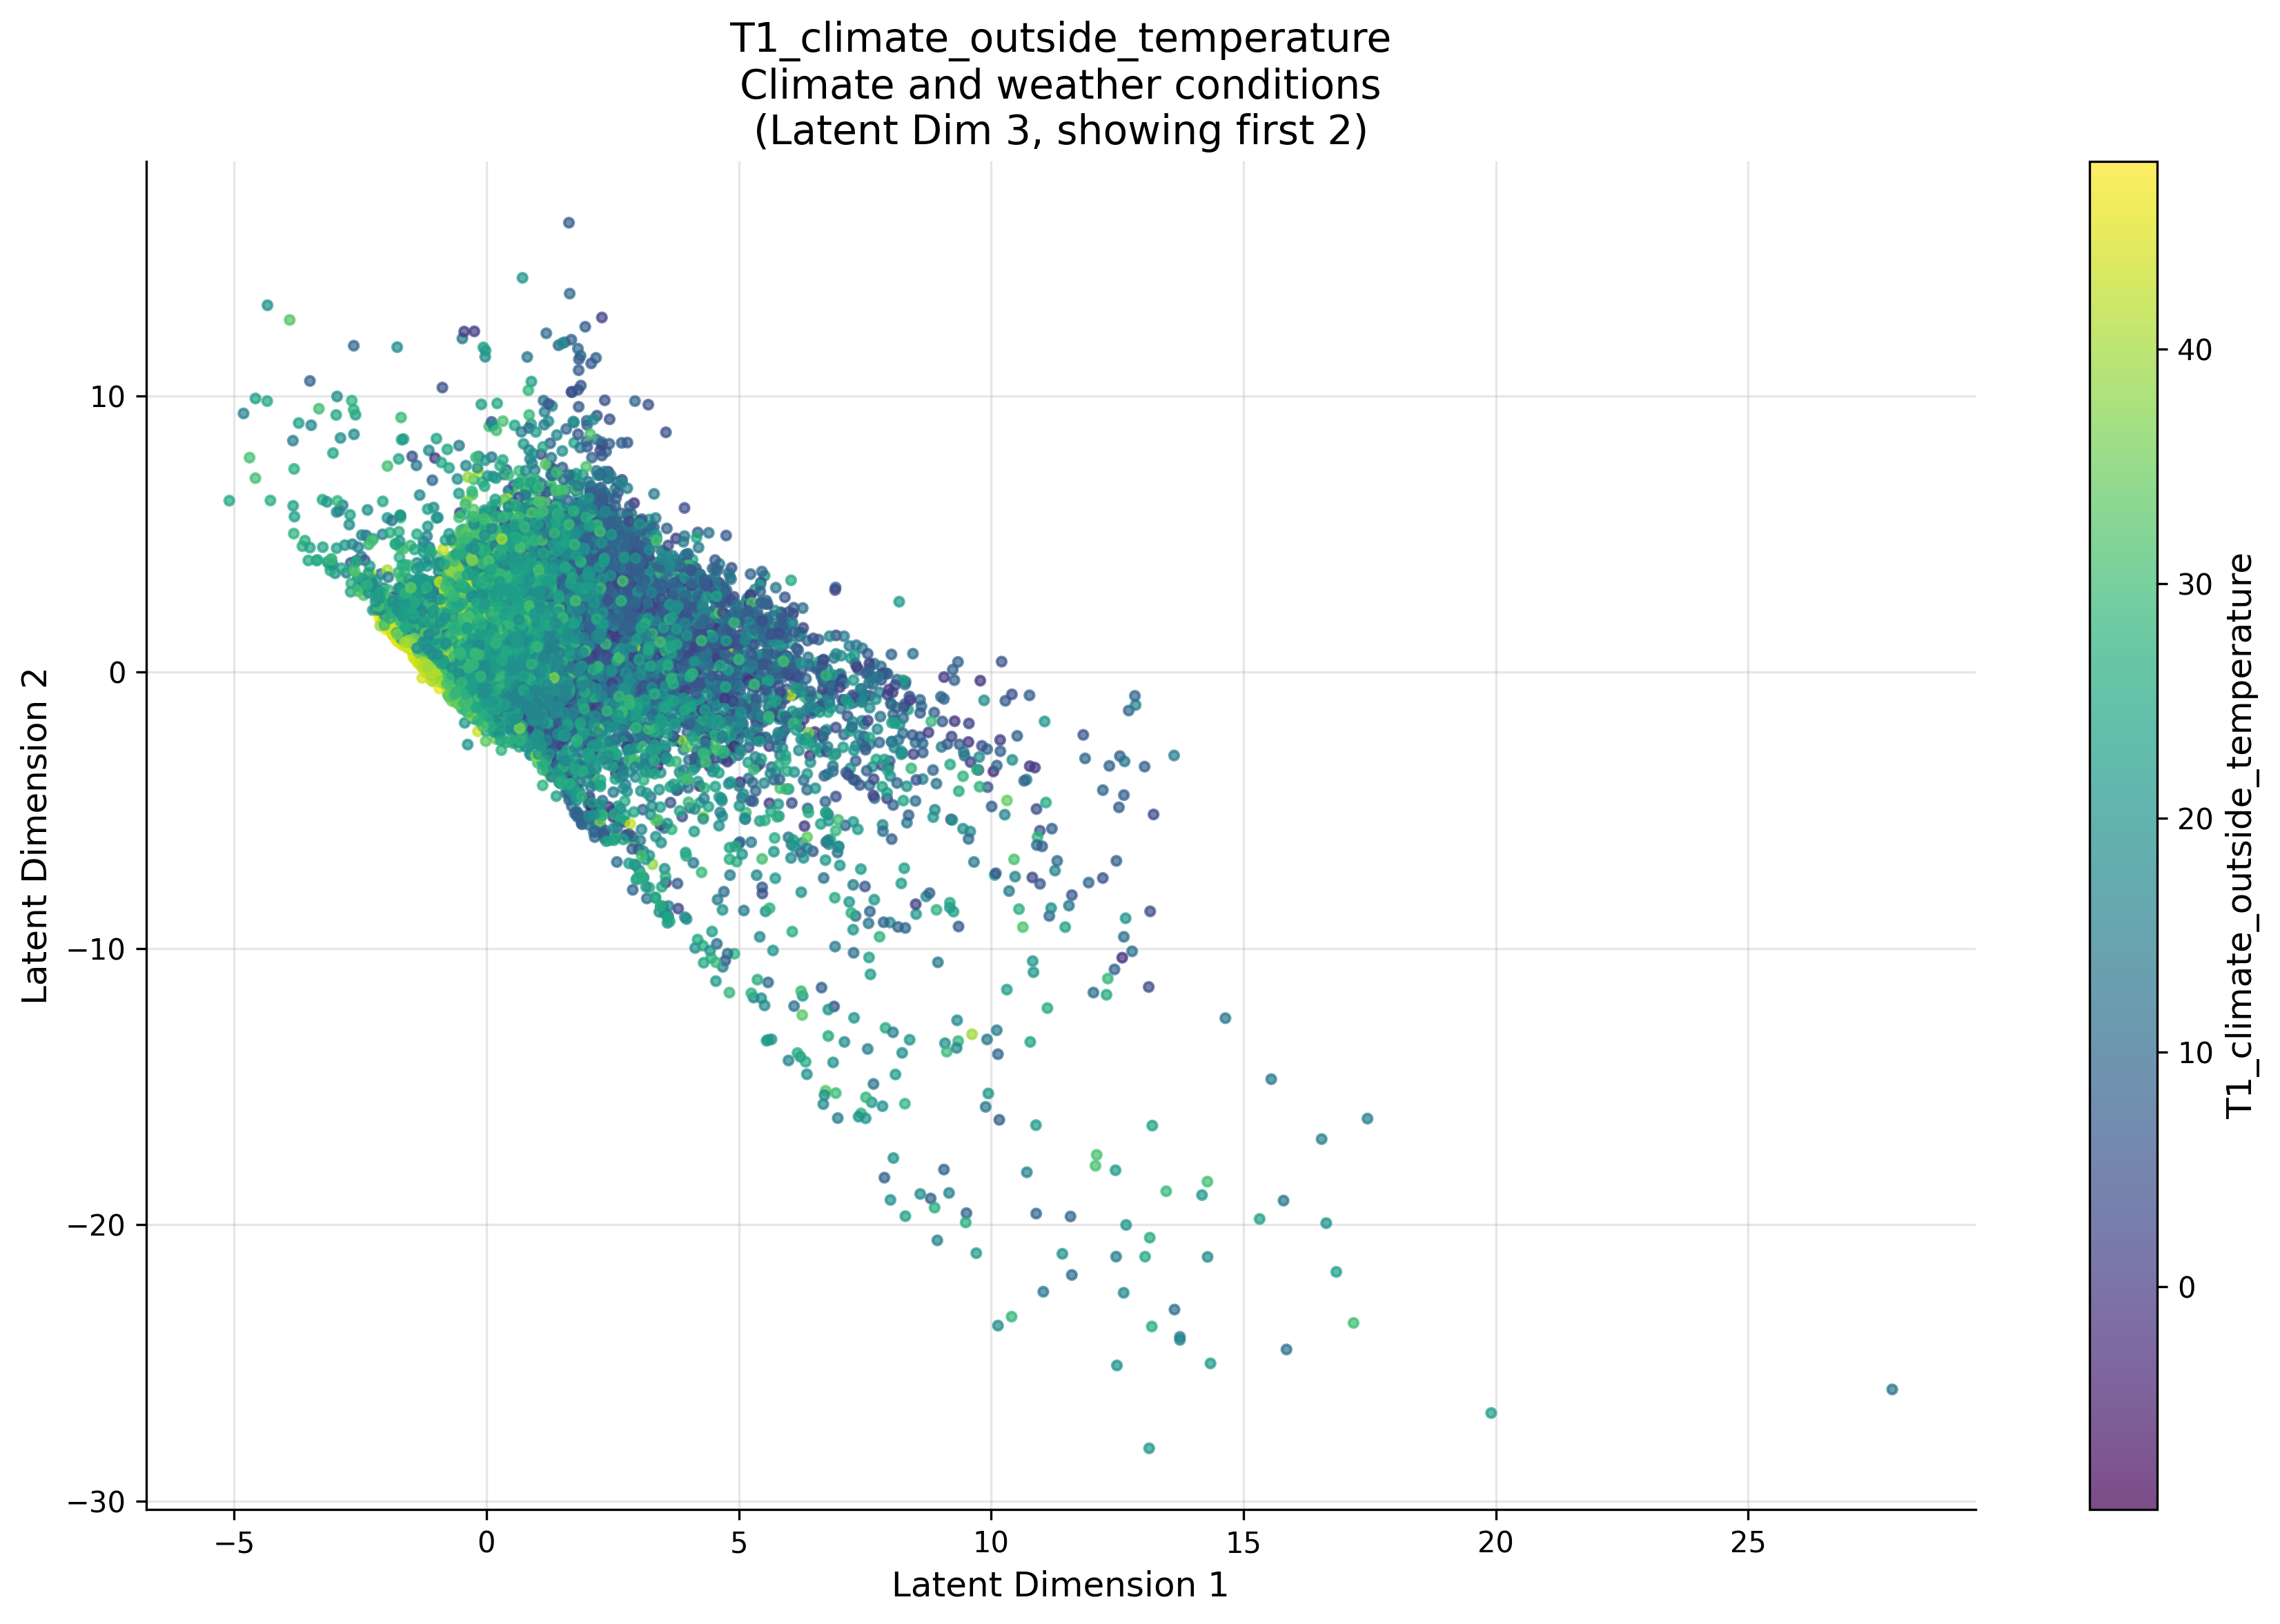 T1_climate_outside_temperature
Climate and weather conditions
(Latent Dim 3, showing first 2)
Latent Dimension 2
10
0
−10
−20
−30
−5
0
5
10
15
20
25
Latent Dimension 1
40
30
20
10
0
T1_climate_outside_temperature